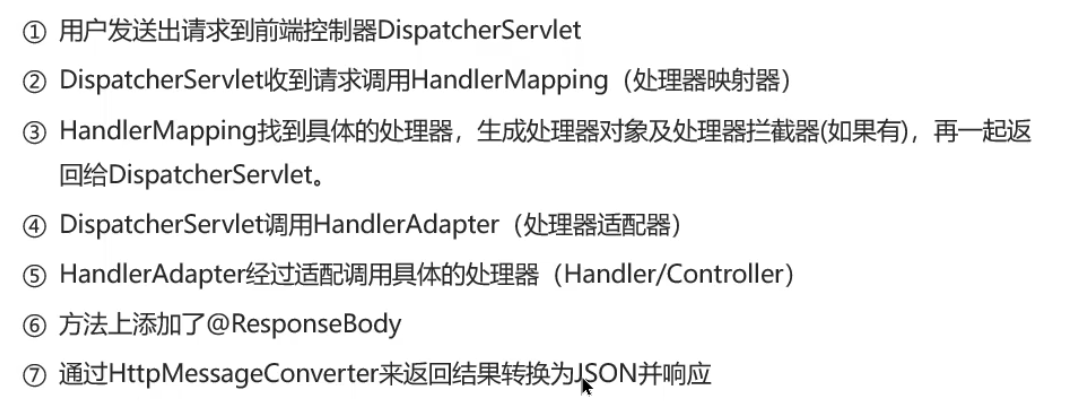 ① 用户发送出请求到前端控制器DispatcherServlet
② DispatcherServlet收到请求调用HandlerMapping（处理器映射器）
③ HandlerMapping找到具体的处理器，生成处理器对象及处理器拦截器(如果有)，再一起返
回给DispatcherServlet。
④ DispatcherServlet调用HandlerAdapter（处理器适配器）
⑤ HandlerAdapter经过适配调用具体的处理器（Handler/Controller）
⑥ 方法上添加了@ResponseBody
⑦ 通过HttpMessageConverter来返回结果转换为JSON并响应